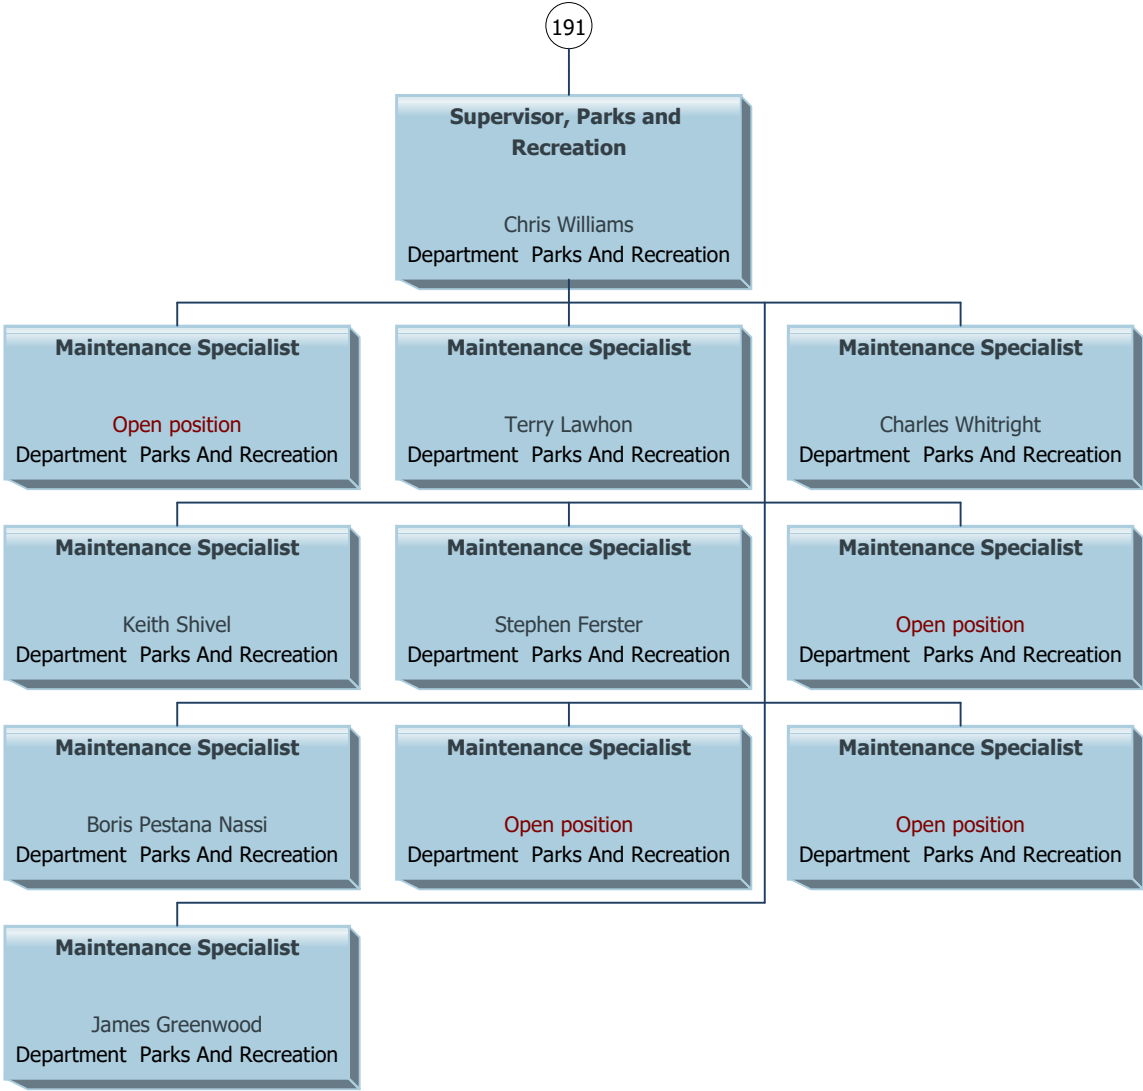 191
Supervisor, Parks and
Recreation
Chris Williams
Department  Parks And Recreation
Maintenance Specialist
Open position
Department  Parks And Recreation
Maintenance Specialist
Terry Lawhon
Department  Parks And Recreation
Maintenance Specialist
Charles Whitright
Department  Parks And Recreation
Maintenance Specialist
Keith Shivel
Department  Parks And Recreation
Maintenance Specialist
Stephen Ferster
Department  Parks And Recreation
Maintenance Specialist
Open position
Department  Parks And Recreation
Maintenance Specialist
Boris Pestana Nassi
Department  Parks And Recreation
Maintenance Specialist
Open position
Department  Parks And Recreation
Maintenance Specialist
Open position
Department  Parks And Recreation
Maintenance Specialist
James Greenwood
Department  Parks And Recreation